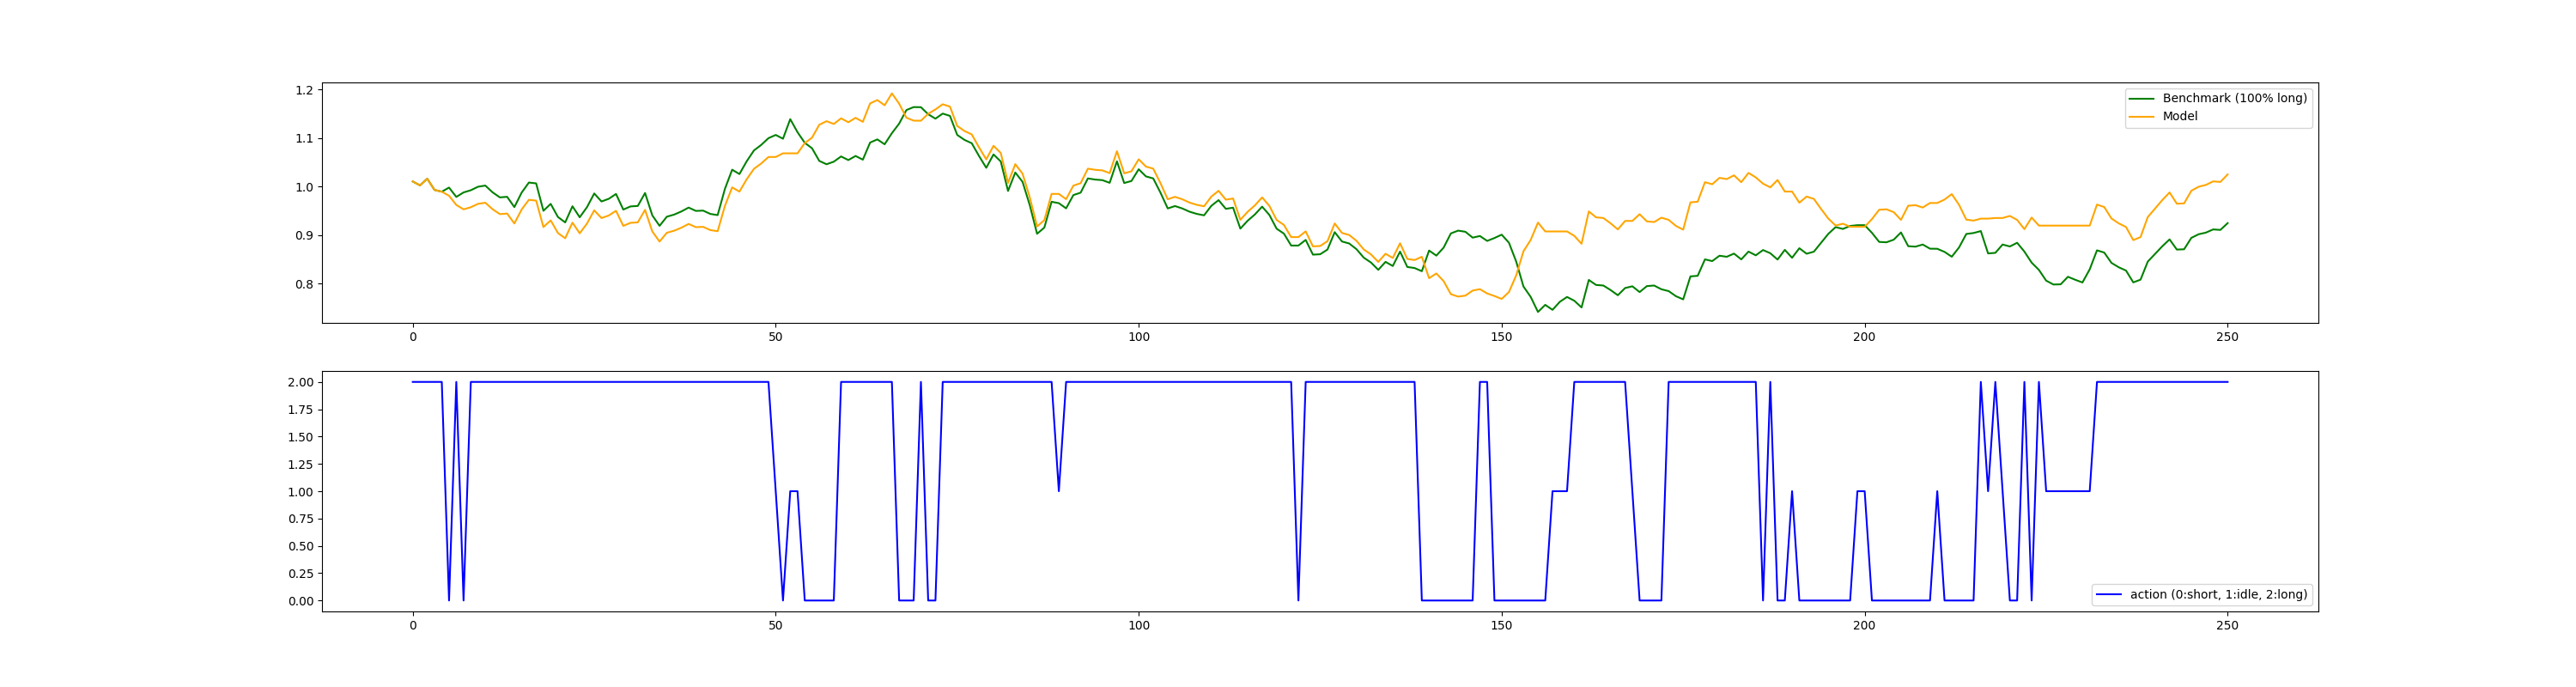 1.2
1.1
1.0
0.9
0.8
Benchmark (100% long)
Model
0 50 100 150 200 250
2.00
1.75
1.50
1.25
1.00
0.75
0.50
0.25
0.00
action (0:short, 1:idle, 2:long)
0 50 100 150 200 250